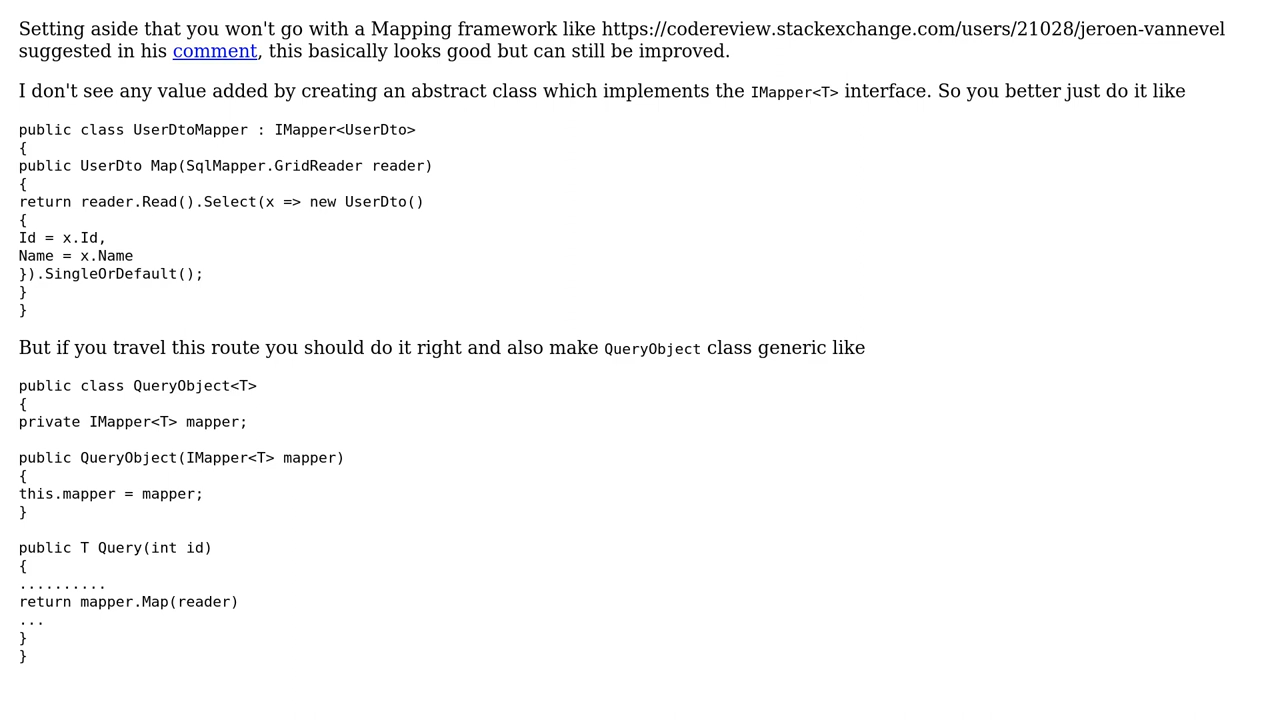 Setting aside that you won't go with a Mapping framework like https://codereview.stackexchange.com/users/21028/jeroen-vannevel
suggested in his comment, this basically looks good but can still be improved.
I don't see any value added by creating an abstract class which implements the IMapper<T> interface. So you better just do it like
public class UserDtoMapper : IMapper<UserDto>
{
public UserDto Map(SqlMapper.GridReader reader)
{
return reader.Read().Select(x => new UserDto()
{
Id = x.Id,
Name = x.Name
}).SingleOrDefault();
}
}
But if you travel this route you should do it right and also make QueryObject class generic like
public class QueryObject<T>
{
private IMapper<T> mapper;
public QueryObject(IMapper<T> mapper)
{
this.mapper = mapper;
}
public T Query(int id)
{
..........
return mapper.Map(reader)
...
}
}